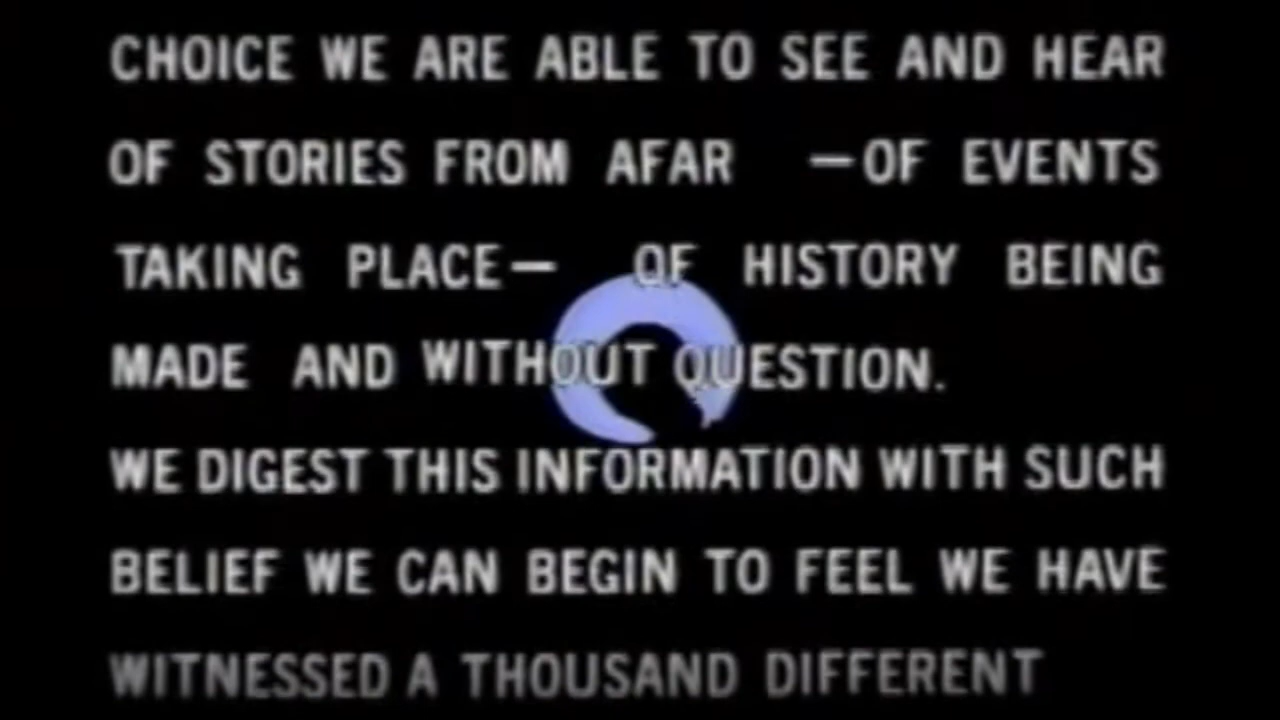 CHOICE WE ARE ABLE TO SEE AND HEAR
OF STORIES FROM AFAR —OF EVENTS
TAKING PLACE— OF HISTORY BEING
MADE AND WITHOUT QUESTION.
WE DIGEST THIS INFORMATION WITH SUCH
BELIEF WE CAN BEGIN TO FEEL WE HAVE
WITNESSED A THOUSAND DIFFERENT